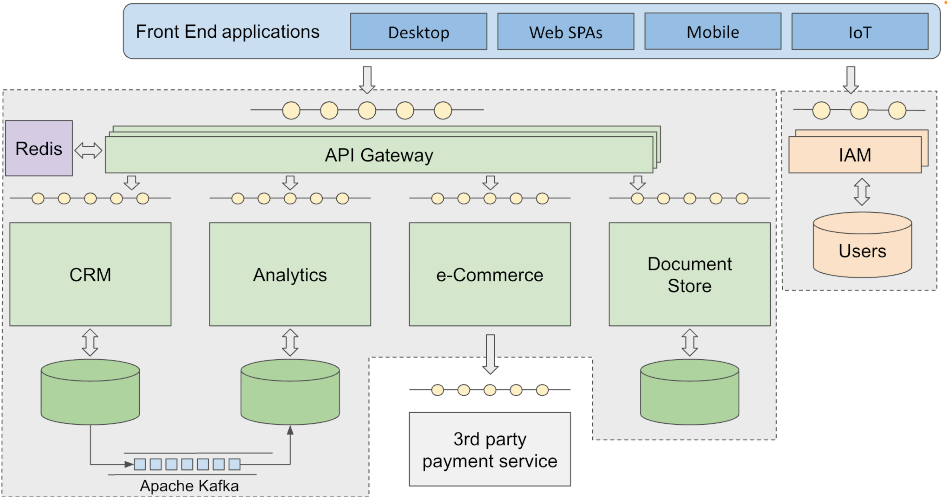 Front End applications
Desktop
Web SPAs
Mobile
IoT
Redis
API Gateway
IAM
Users
CRM
Analytics
e-Commerce
Document
Store
3rd party
payment service
Apache Kafka